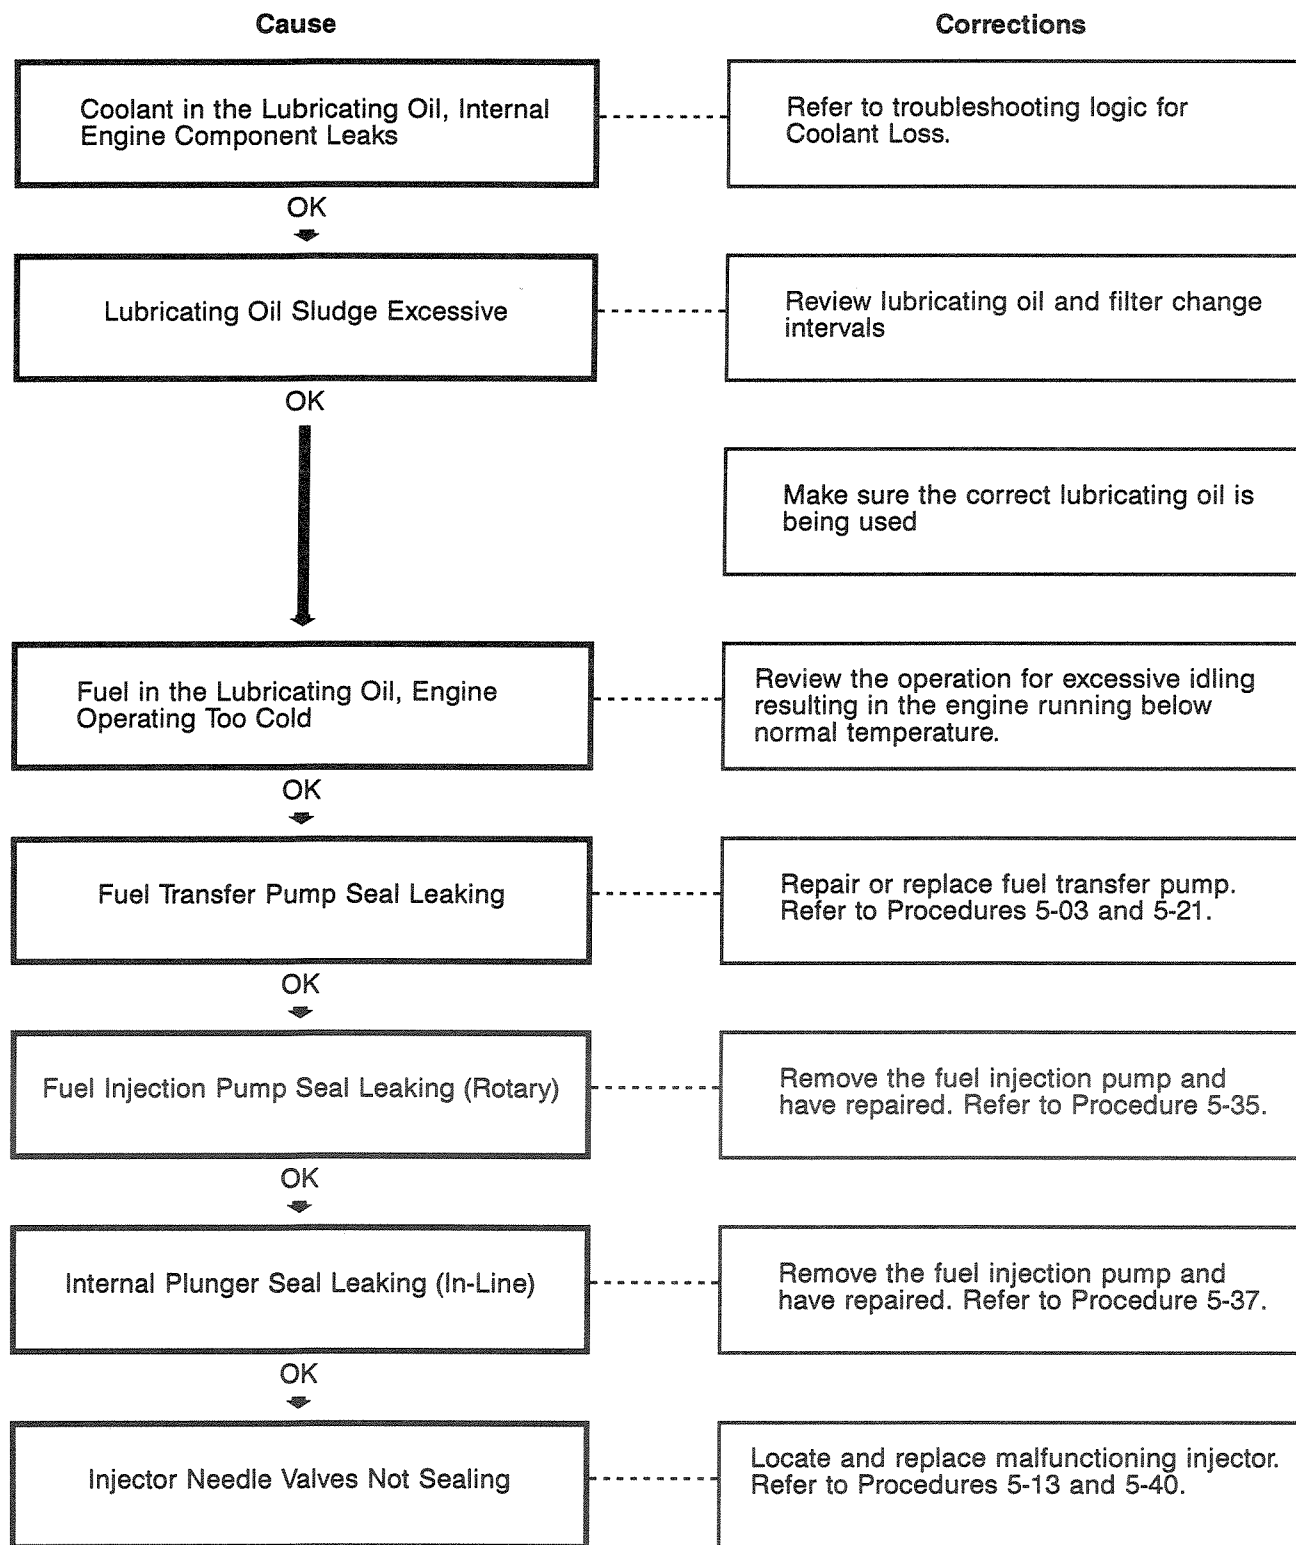 Cause
Corrections
Coolant in the Lubricating Oil, Internal
Engine Component Leaks
Refer to troubleshooting logic for
Coolant Loss.
OK
Lubricating Oil Sludge Excessive
Review lubricating oil and filter change
intervals
OK
Make sure the correct lubricating oil is
being used
Fuel in the Lubricating Oil, Engine
Operating Too Cold
Review the operation for excessive idling
resulting in the engine running below
normal temperature.
OK
Fuel Transfer Pump Seal Leaking
Repair or replace fuel transfer pump.
Refer to Procedures 5-03 and 5-21.
OK
Fuel Injection Pump Seal Leaking (Rotary)
Remove the fuel injection pump and
have repaired. Refer to Procedure 5-35.
OK
Internal Plunger Seal Leaking (In-Line)
Remove the fuel injection pump and
have repaired. Refer to Procedure 5-37.
OK
Injector Needle Valves Not Sealing
Locate and replace malfunctioning injector.
Refer to Procedures 5-13 and 5-40.